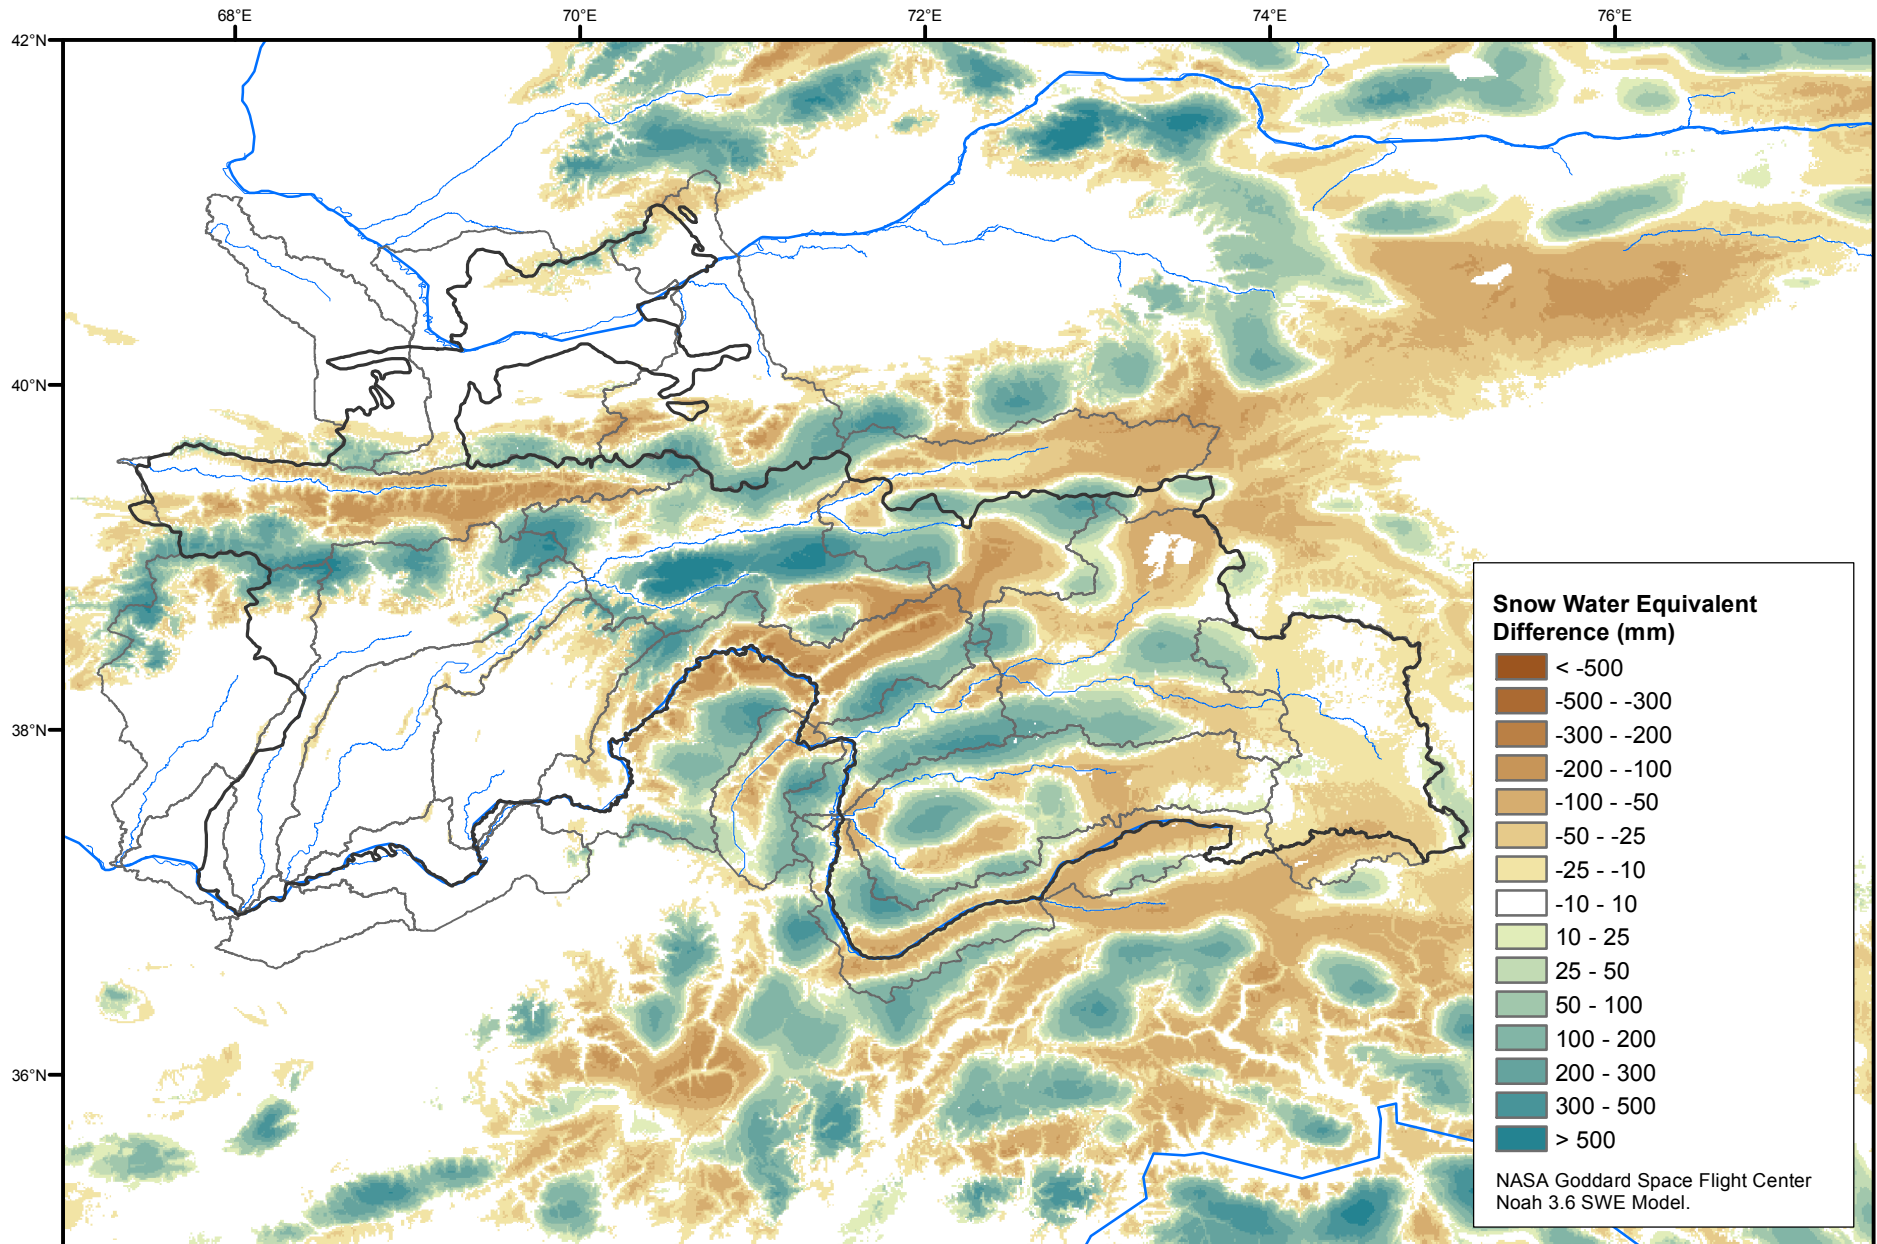 68°E
70°E
72°E
74°E
76°E
42°N
40°N
38°N
36°N
Snow Water Equivalent
Difference (mm)
< -500
-500 - -300
-300 - -200
-200 - -100
-100 - -50
-50 - -25
-25 - -10
-10 - 10
10 - 25
25 - 50
50 - 100
100 - 200
200 - 300
300 - 500
> 500
NASA Goddard Space Flight Center
Noah 3.6 SWE Model.